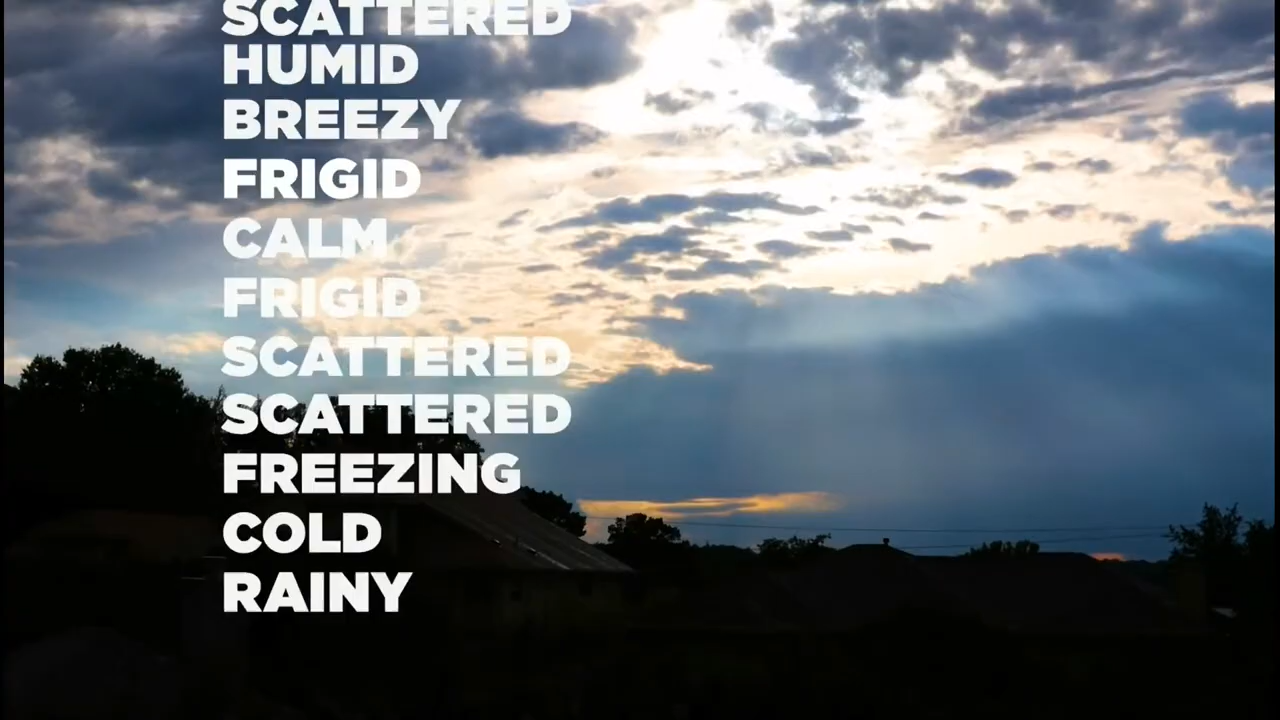 SCATTERED
HUMID
BREEZY
FRIGID
CALM
FRIGID
SCATTERED
SCATTERED
FREEZING
COLD
RAINY